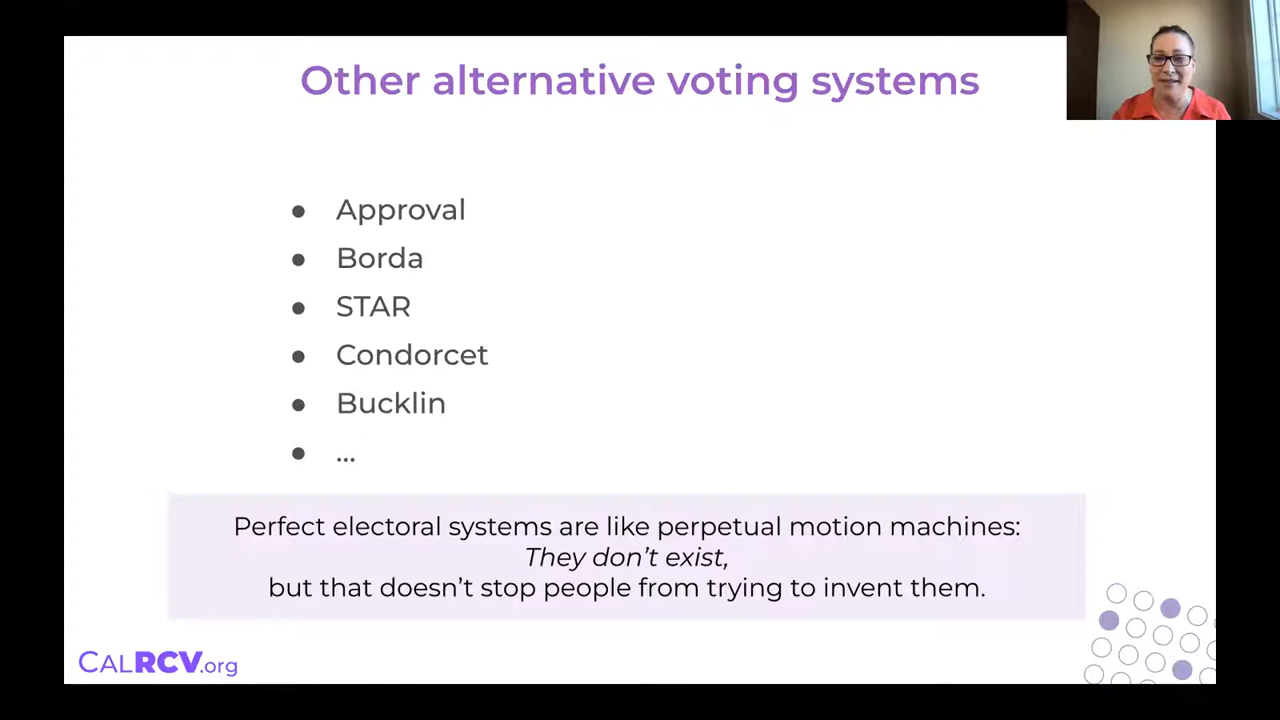 Other alternative voting systems
● Approval
● Borda
● STAR
● Condorcet
● Bucklin
● ...
Perfect electoral systems are like perpetual motion machines:
They don’t exist,
but that doesn’t stop people from trying to invent them.
CALRCV.org